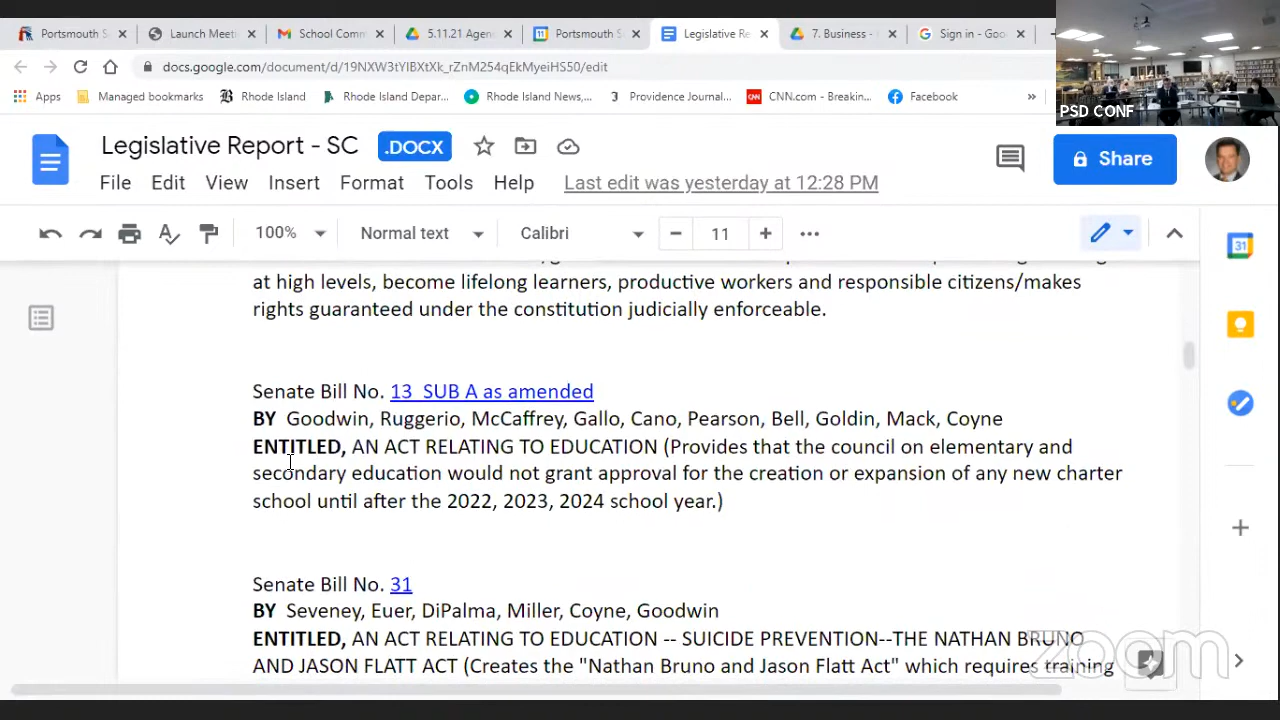 Portsmouth S
Launch Meeti
School Comm
5.11.21 Agen
Portsmouth Sc
Legislative Re
7. Business -
Sign in - Goo
docs.google.com/document/d/19NXW3tYIBXtXk_rZnM254qEkMyeiHS50/edit
Apps
Managed bookmarks
Rhode Island
Rhode Island Depar...
Rhode Island News,...
Providence Journal...
CNN.com - Breakin...
Facebook
»
PSD CONF
Legislative Report - SC
.DOCX
Share
File Edit View Insert Format Tools Help
Last edit was yesterday at 12:28 PM
100%
Normal text
Calibri
11
at high levels, become lifelong learners, productive workers and responsible citizens/makes
rights guaranteed under the constitution judicially enforceable.
Senate Bill No. 13 SUB A as amended
BY Goodwin, Ruggerio, McCaffrey, Gallo, Cano, Pearson, Bell, Goldin, Mack, Coyne
ENTITLED, AN ACT RELATING TO EDUCATION (Provides that the council on elementary and
secondary education would not grant approval for the creation or expansion of any new charter
school until after the 2022, 2023, 2024 school year.)
Senate Bill No. 31
BY Seveney, Euer, DiPalma, Miller, Coyne, Goodwin
ENTITLED, AN ACT RELATING TO EDUCATION -- SUICIDE PREVENTION--THE NATHAN BRUNO
AND JASON FLATT ACT (Creates the "Nathan Bruno and Jason Flatt Act" which requires training
zoom
31